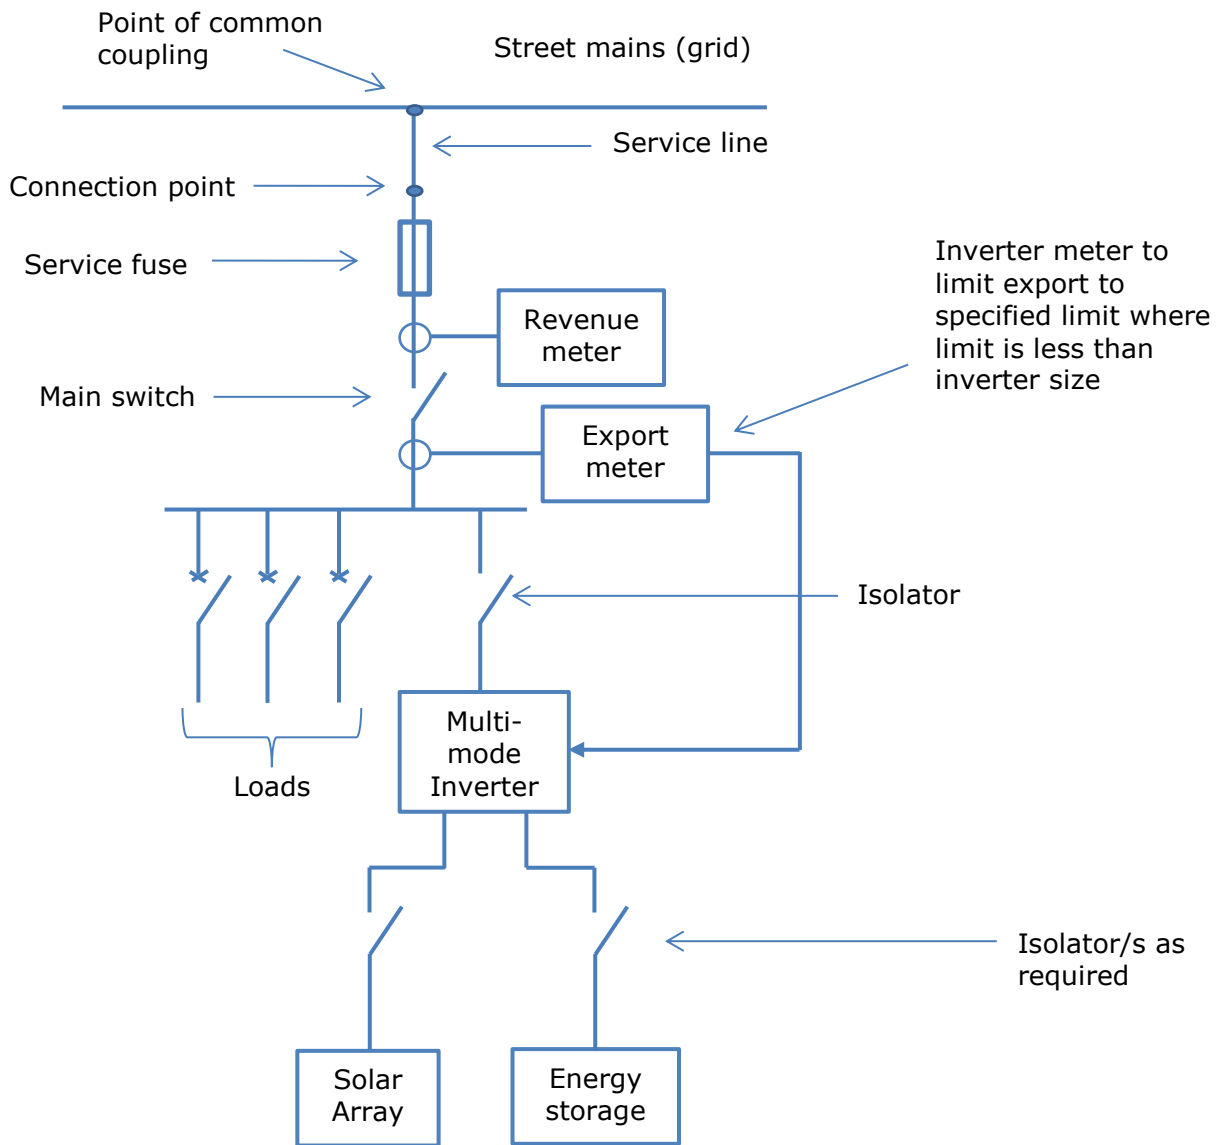 Point of common
coupling
Street mains (grid)
Service line
Connection point
Service fuse
Inverter meter to
limit export to
specified limit where
limit is less than
inverter size
Revenue
meter
Main switch
Export
meter
Isolator
Multi-
mode
Inverter
Loads
Isolator/s as
required
Solar
Array
Energy
storage